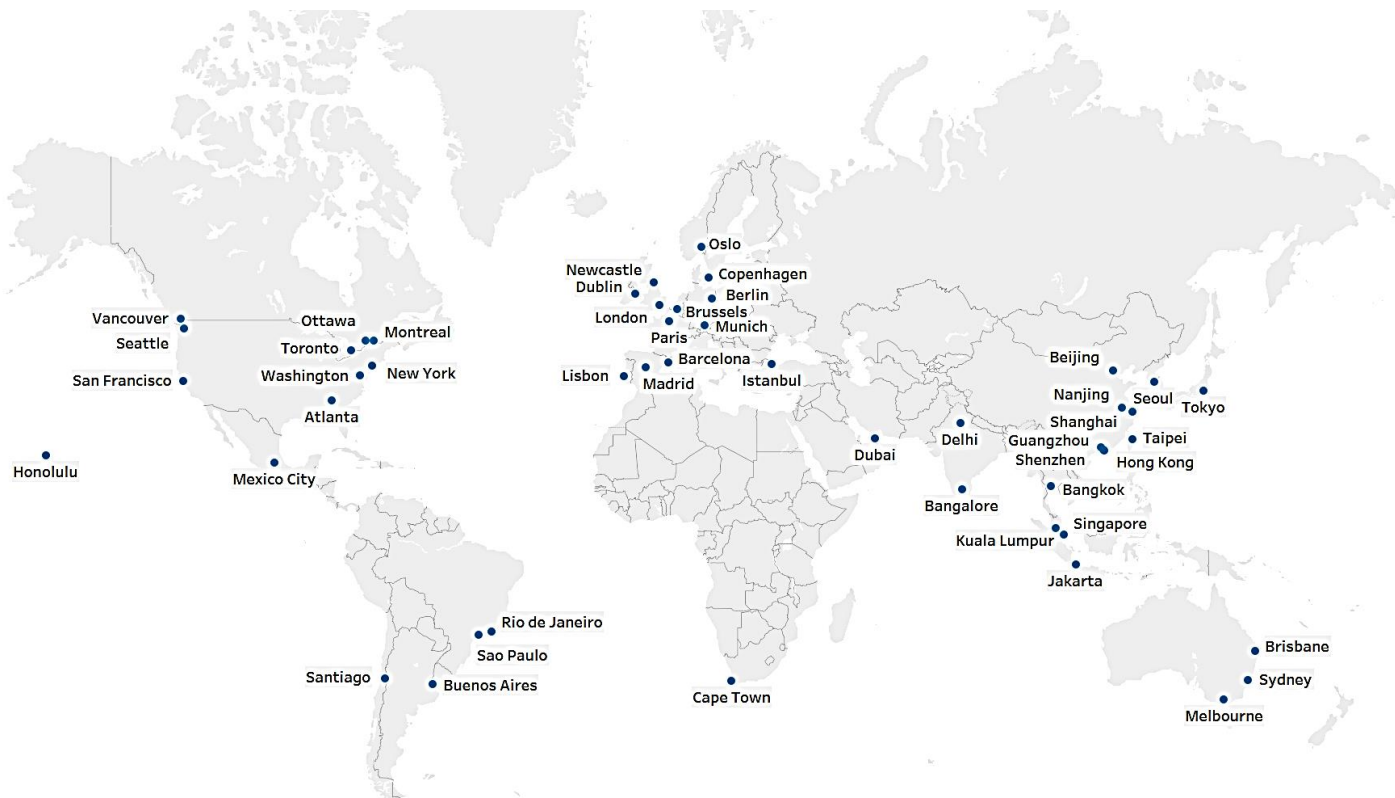 Oslo
Newcastle
Copenhagen
Dublin
Berlin
London
Brussels
Munich
Paris
Barcelona
Lisbon
Madrid
Istanbul
Vancouver
Seattle
Ottawa
Montreal
Toronto
San Francisco
Washington
New York
Atlanta
Honolulu
Mexico City
Beijing
Nanjing
Seoul
Tokyo
Shanghai
Delhi
Guangzhou
Taipei
Dubai
Shenzhen
Hong Kong
Bangkok
Bangalore
Singapore
Kuala Lumpur
Jakarta
Rio de Janeiro
Sao Paulo
Santiago
Buenos Aires
Cape Town
Brisbane
Sydney
Melbourne